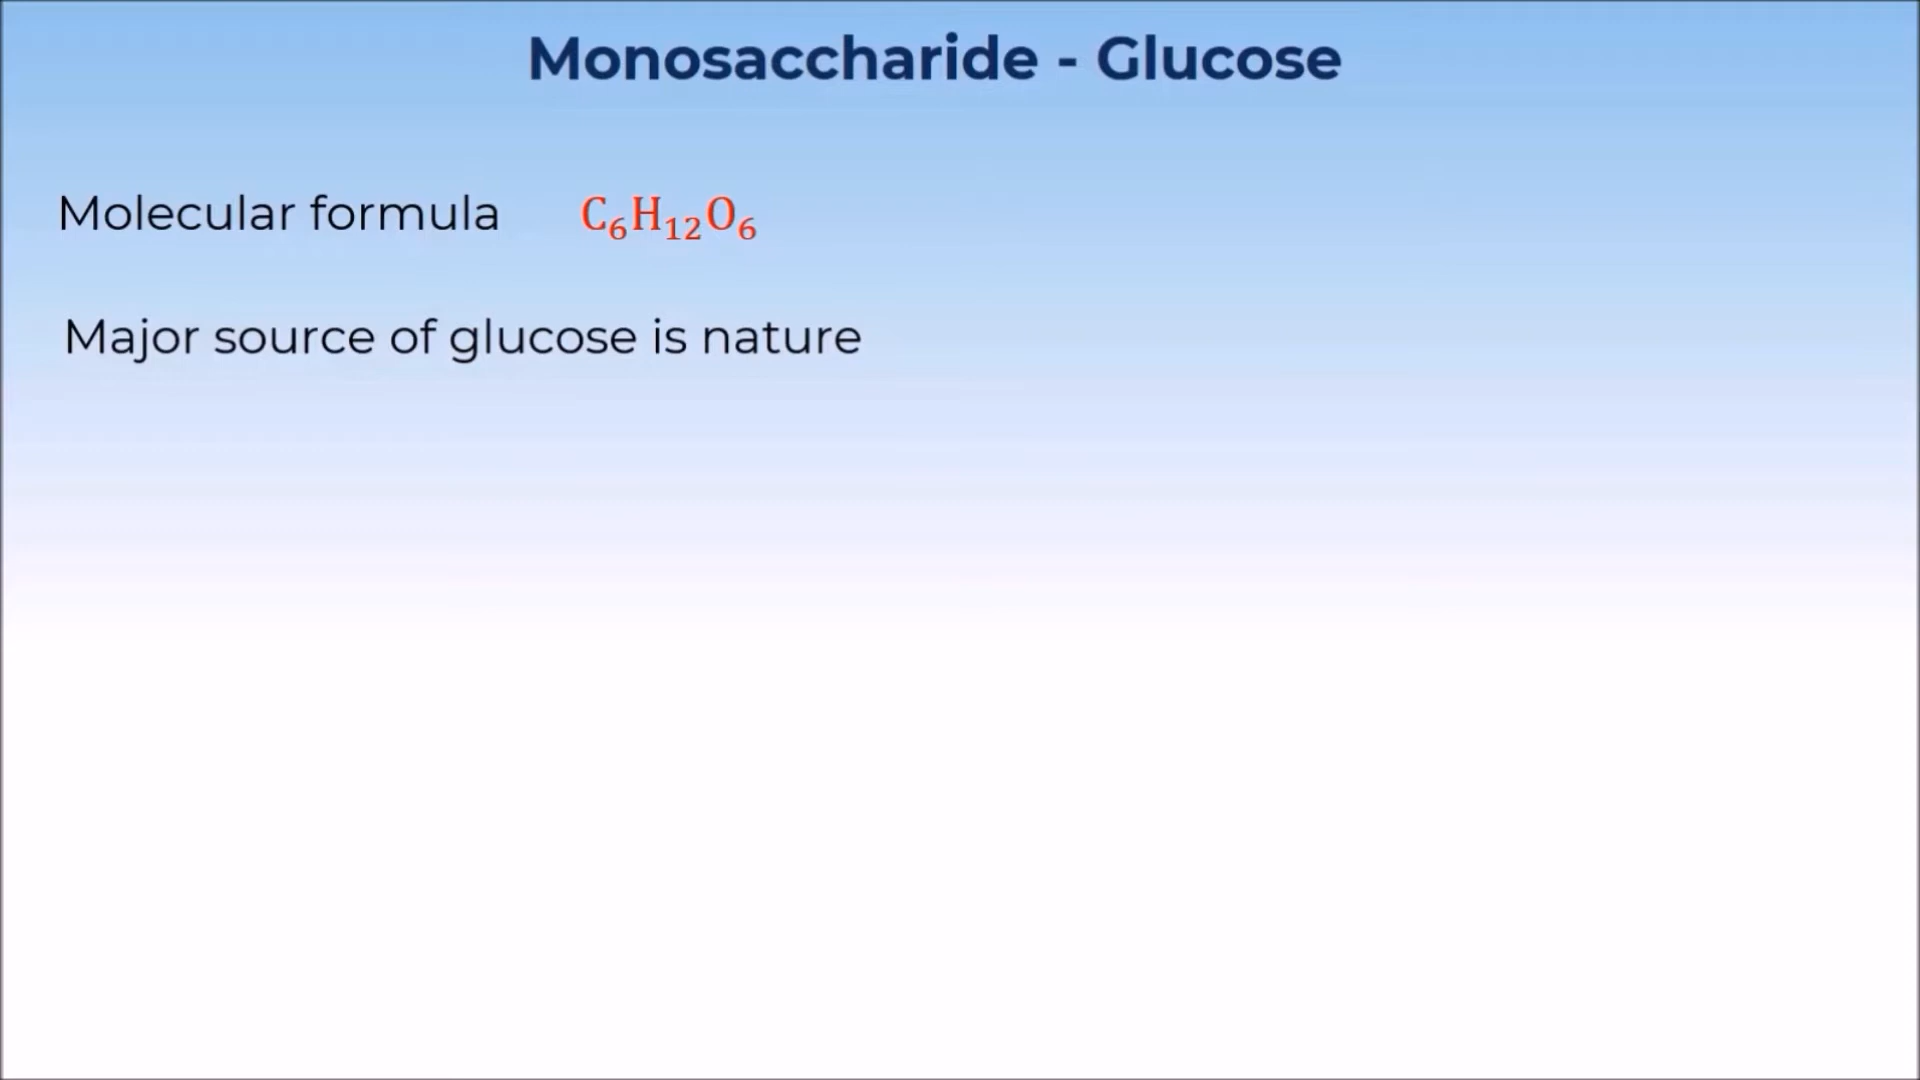 Monosaccharide - Glucose
Molecular formula C₆H₁₂O₆
Major source of glucose is nature